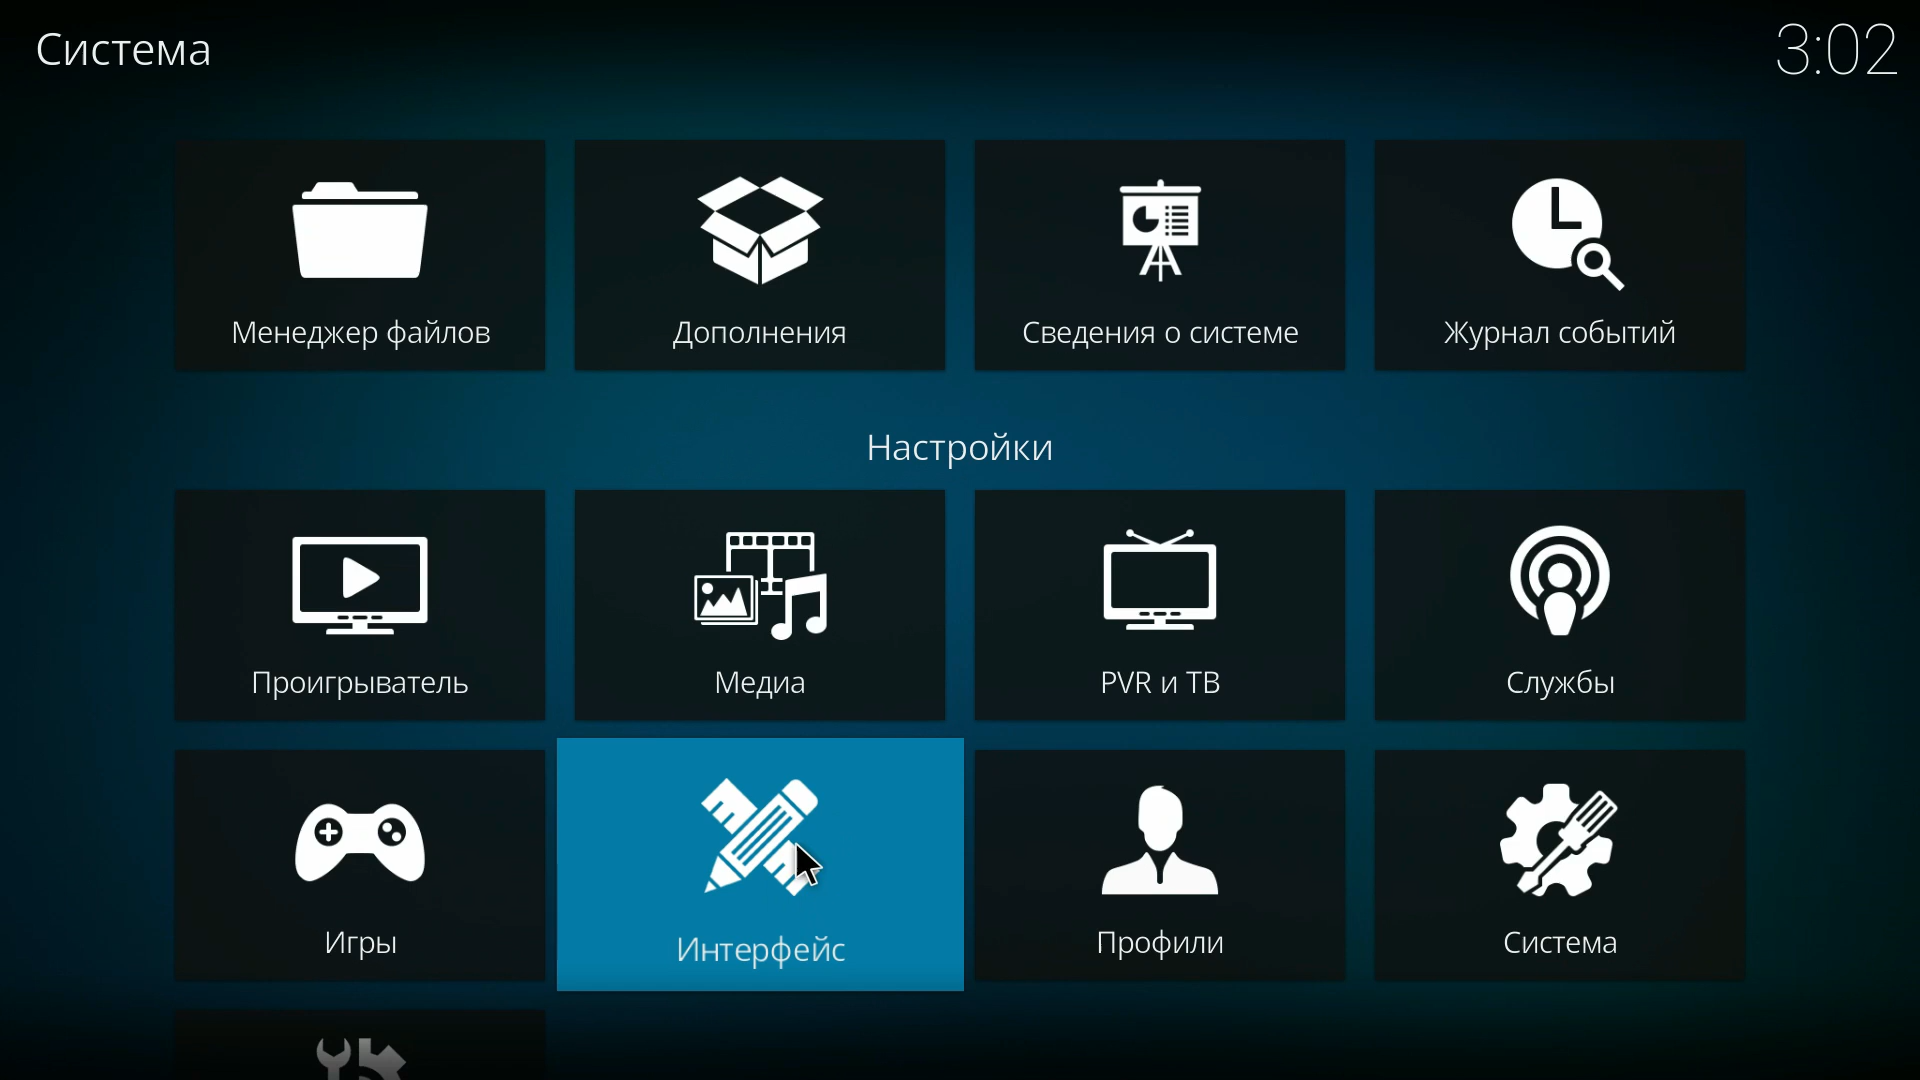 Система
3:02
Менеджер файлов
Дополнения
Сведения о системе
Журнал событий
Настройки
Проигрыватель
Медиа
PVR и ТВ
Службы
Игры
Интерфейс
Профили
Система